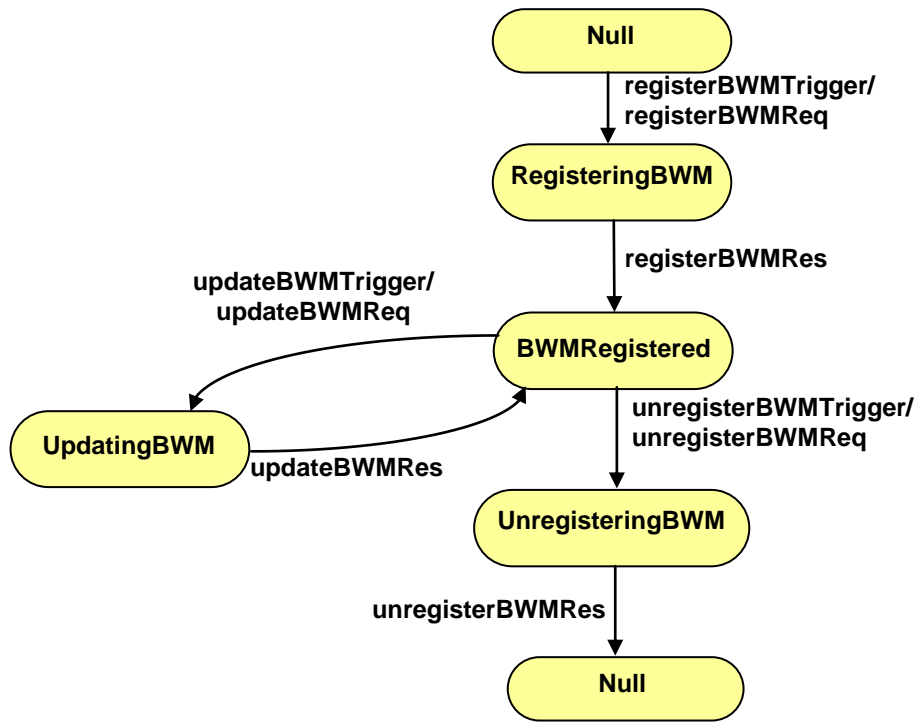 Null
registerBWMTrigger/
registerBWMReq
RegisteringBWM
registerBWMRes
updateBWMTrigger/
updateBWMReq
BWMRegistered
unregisterBWMTrigger/
unregisterBWMReq
UpdatingBWM
updateBWMRes
UnregisteringBWM
unregisterBWMRes
Null